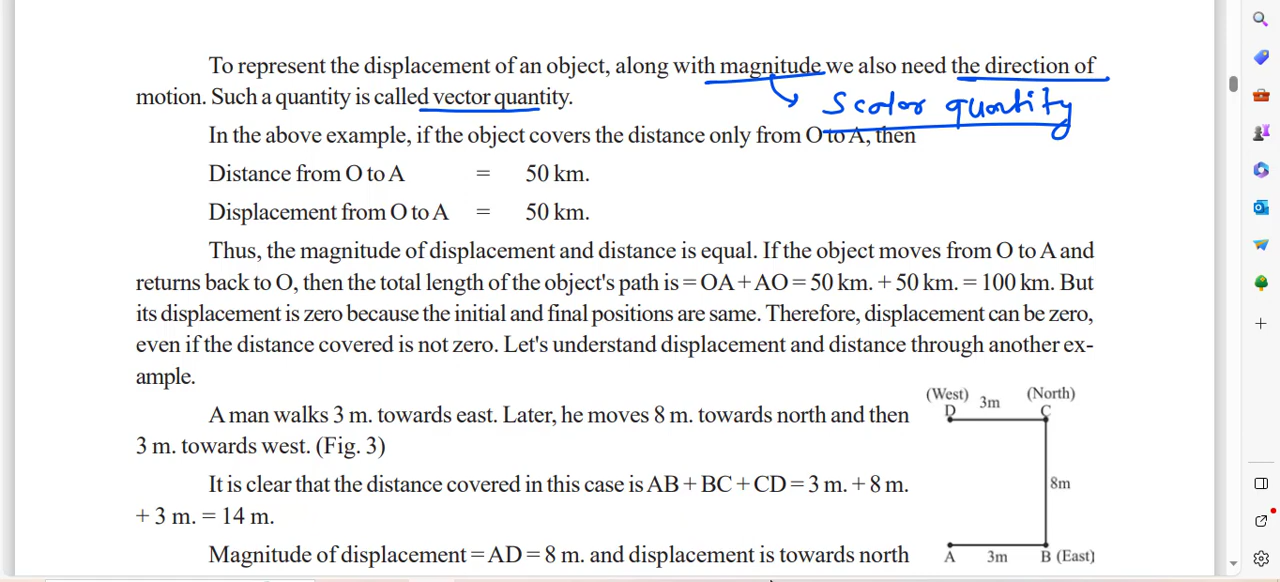 To represent the displacement of an object, along with magnitude we also need the direction of
motion. Such a quantity is called vector quantity.
Scalor quantity
In the above example, if the object covers the distance only from O to A, then
Distance from O to A = 50 km.
Displacement from O to A = 50 km.
Thus, the magnitude of displacement and distance is equal. If the object moves from O to A and
returns back to O, then the total length of the object's path is = OA + AO = 50 km. + 50 km. = 100 km. But
its displacement is zero because the initial and final positions are same. Therefore, displacement can be zero,
even if the distance covered is not zero. Let's understand displacement and distance through another ex-
ample.
A man walks 3 m. towards east. Later, he moves 8 m. towards north and then
3 m. towards west. (Fig. 3)
It is clear that the distance covered in this case is AB + BC + CD = 3 m. + 8 m.
+ 3 m. = 14 m.
Magnitude of displacement = AD = 8 m. and displacement is towards north
(West) 3m (North)
D C
8m
A 3m B (East)